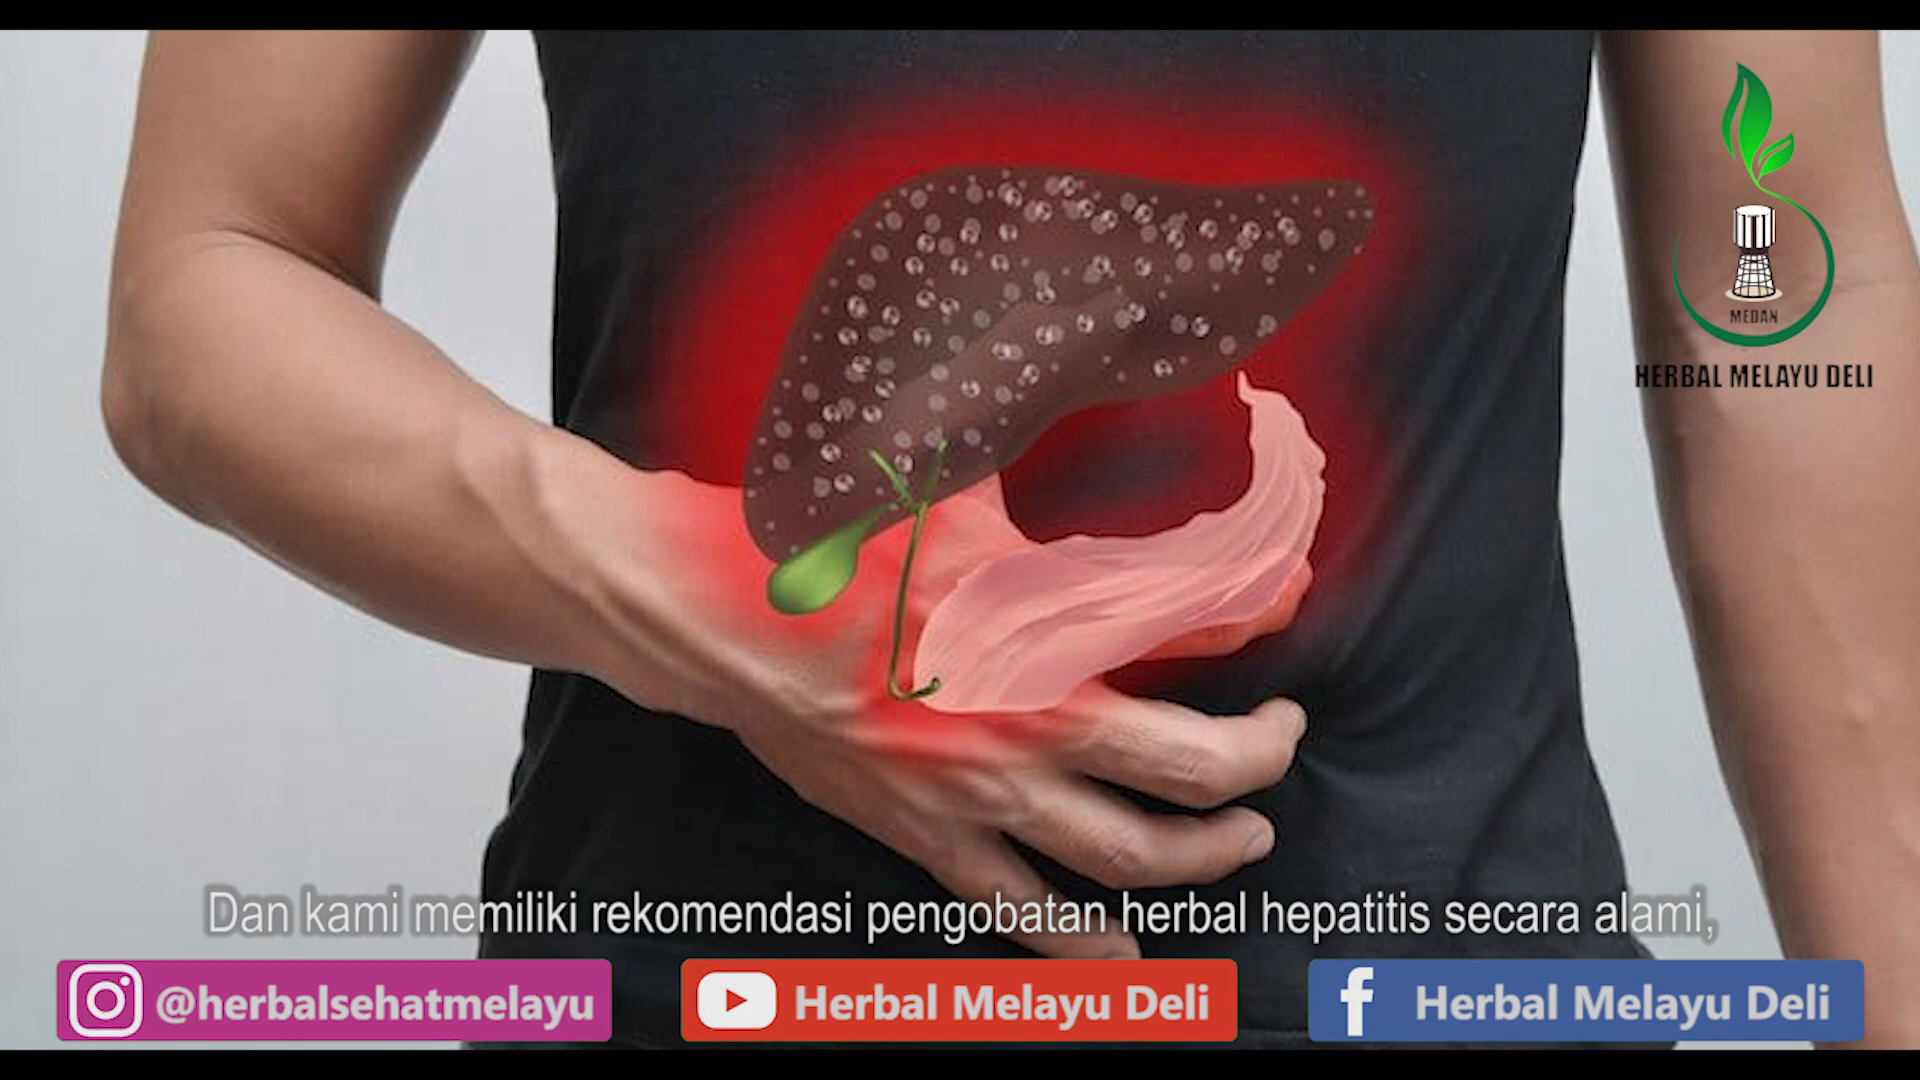 MEDAN
HERBAL MELAYU DELI
Dan kami memiliki rekomendasi pengobatan herbal hepatitis secara alami,
@herbalsehatmelayu
Herbal Melayu Deli
Herbal Melayu Deli